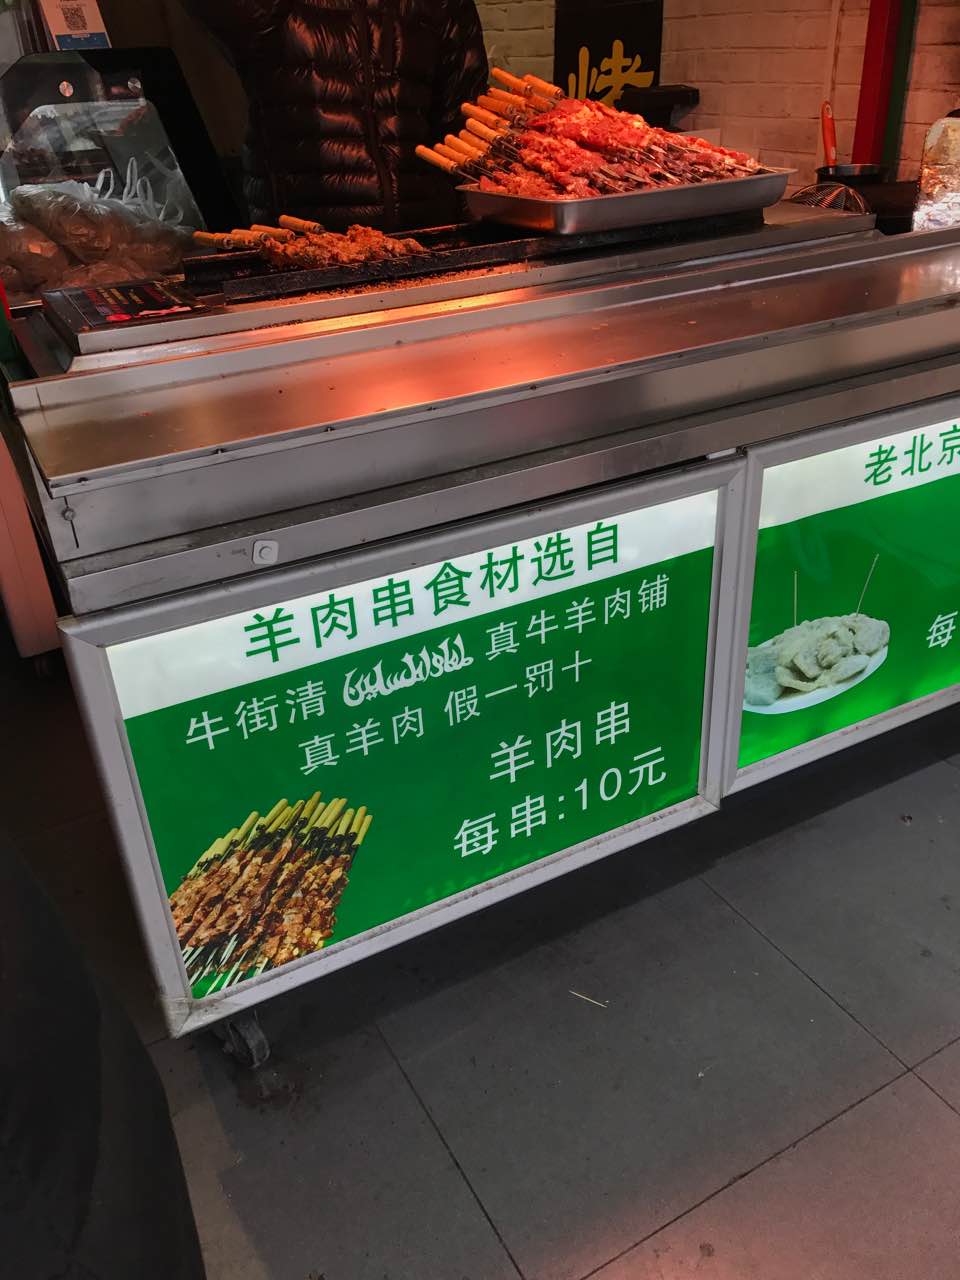 烤
羊肉串食材选自
牛街清 真牛羊肉铺
真羊肉 假一罚十
羊肉串
每串:10元
老北京
每